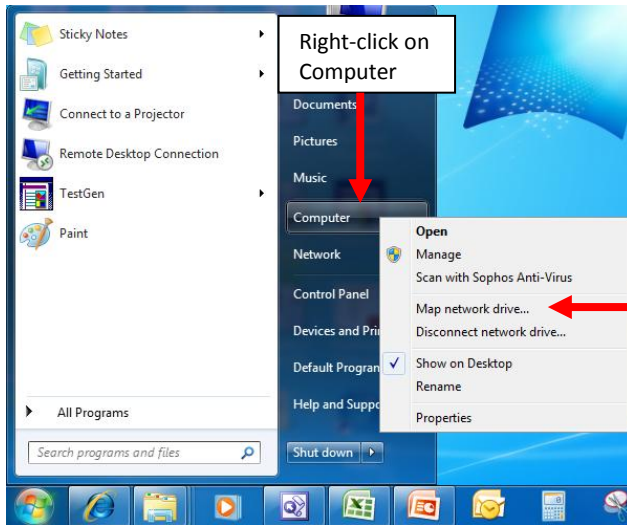 Sticky Notes
Getting Started
Connect to a Projector
Remote Desktop Connection
TestGen
Paint
All Programs
Search programs and files
Right-click on
Computer
Documents
Pictures
Music
Computer
Network
Control Panel
Devices and Pri
Default Program
Help and Suppo
Shut down
Open
Manage
Scan with Sophos Anti-Virus
Map network drive...
Disconnect network drive...
Show on Desktop
Rename
Properties